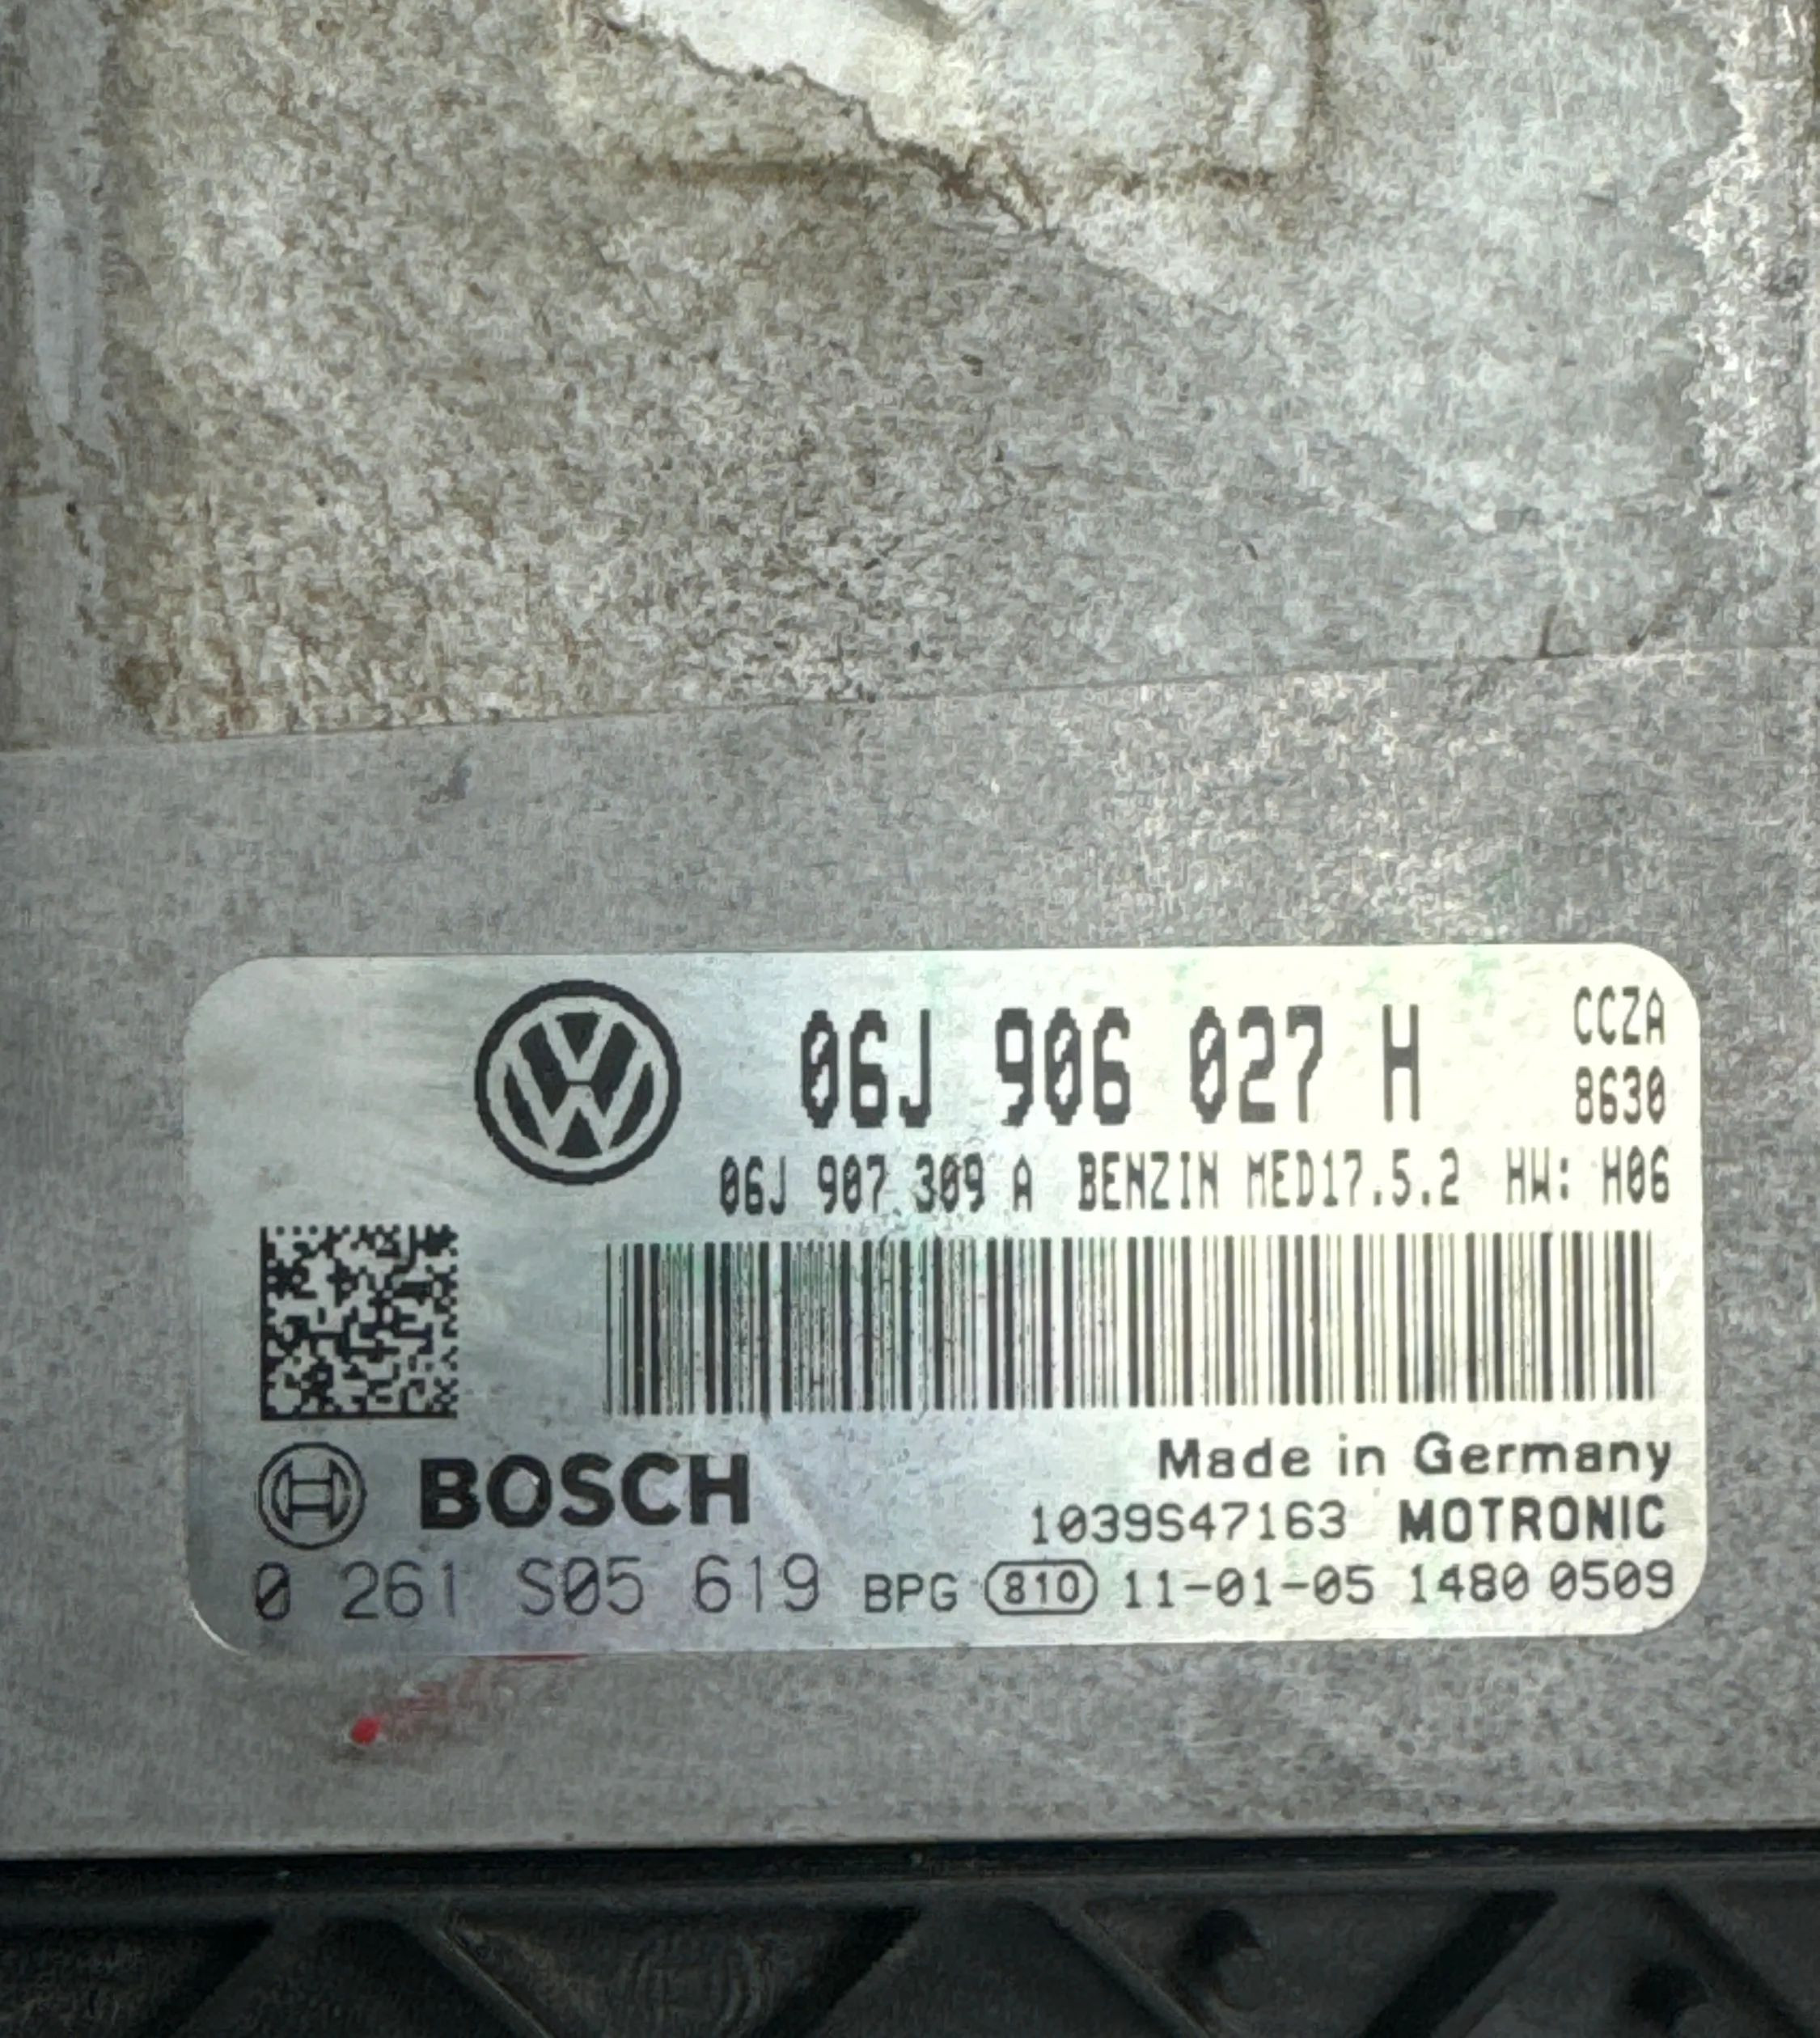 06J 906 027 H
CCZA
8630
06J 907 309 A BENZIN MED17.5.2 HW: H06
BOSCH
Made in Germany
1039S47163 MOTRONIC
0 261 S05 619 BPG 810 11-01-05 1480 0509